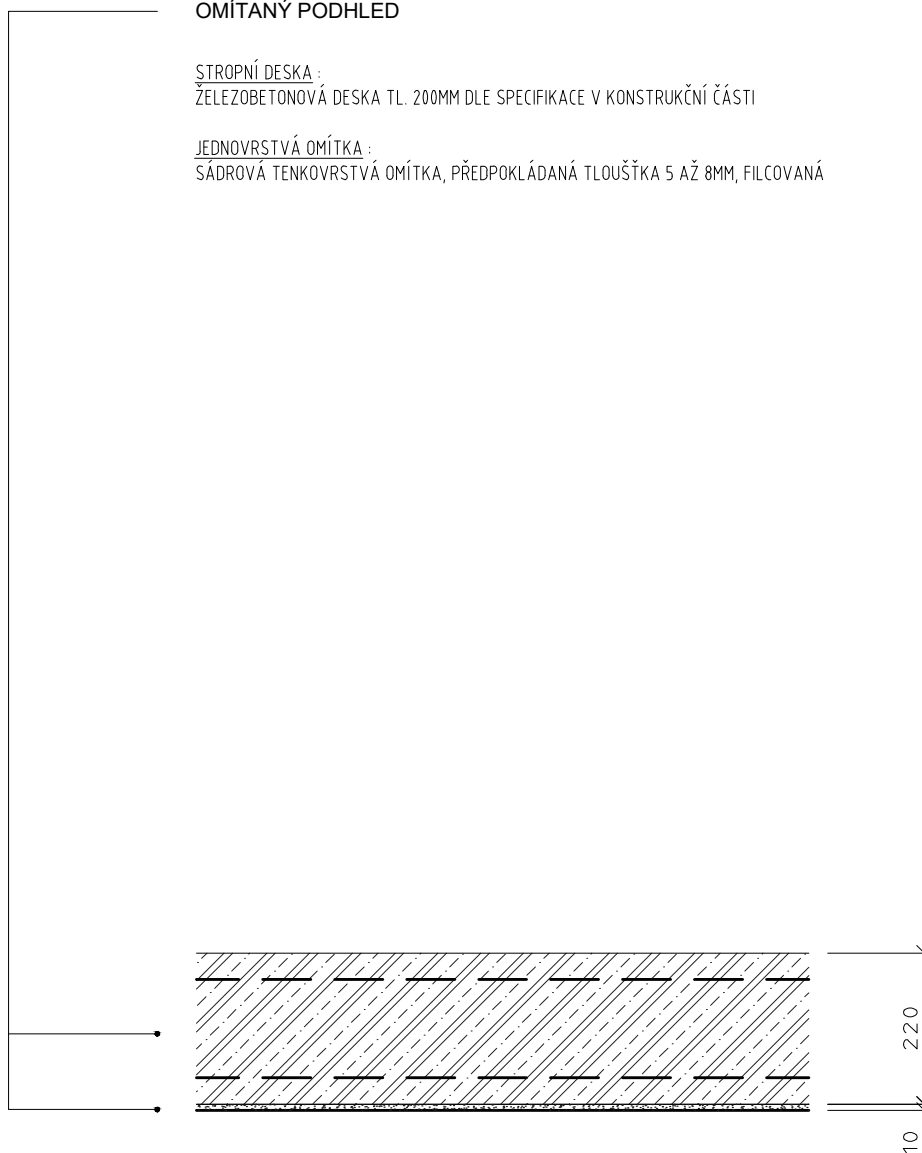 OMÍTANÝ PODHLED
STROPNÍ DESKA :
ŽELEZOBETONOVÁ DESKA TL. 200MM DLE SPECIFIKACE V KONSTRUKČNÍ ČÁSTI
JEDNOVRSTVÁ OMÍTKA :
SÁDROVÁ TENKOVRSTVÁ OMÍTKA, PŘEDPOKLÁDANÁ TLOUŠŤKA 5 AŽ 8MM, FILCOVANÁ
220
10